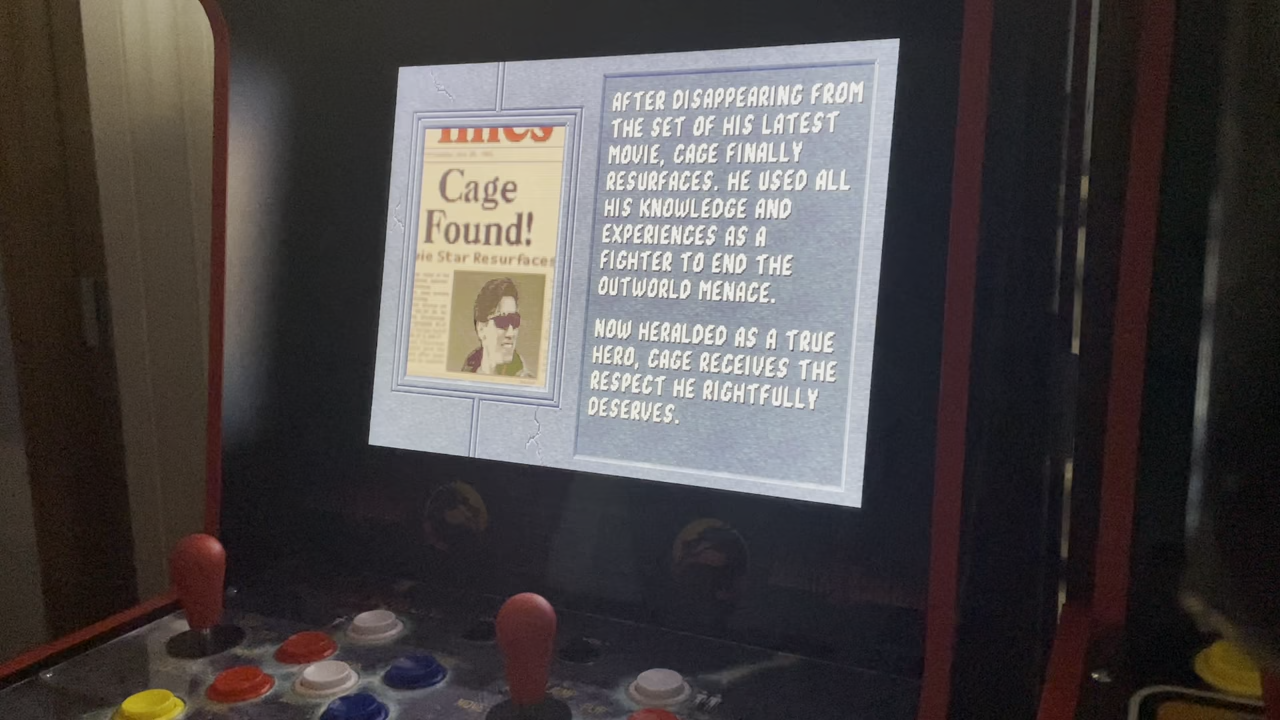 Times
Cage
Found!
ie Star Resurfaces
AFTER DISAPPEARING FROM
THE SET OF HIS LATEST
MOVIE, CAGE FINALLY
RESURFACES. HE USED ALL
HIS KNOWLEDGE AND
EXPERIENCES AS A
FIGHTER TO END THE
OUTWORLD MENACE.
NOW HERALDED AS A TRUE
HERO, CAGE RECEIVES THE
RESPECT HE RIGHTFULLY
DESERVES.